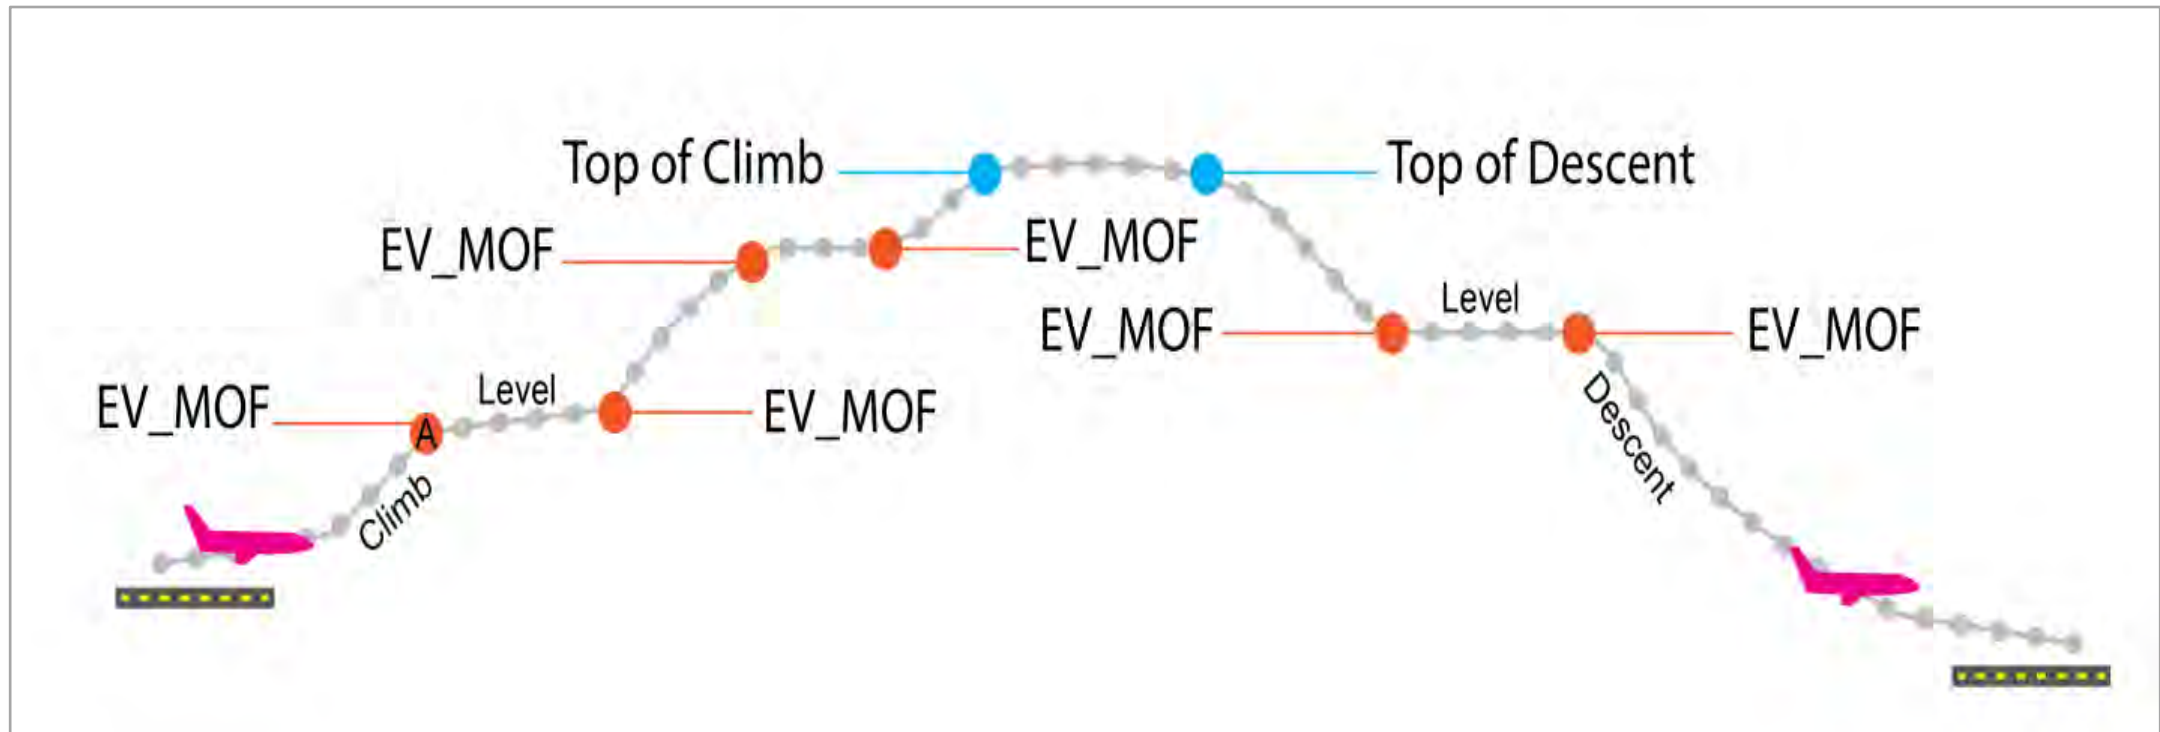 Top of Climb
Top of Descent
EV_MOF
EV_MOF
Level
EV_MOF
EV_MOF
Level
EV_MOF
EV_MOF
A
Climb
Descent